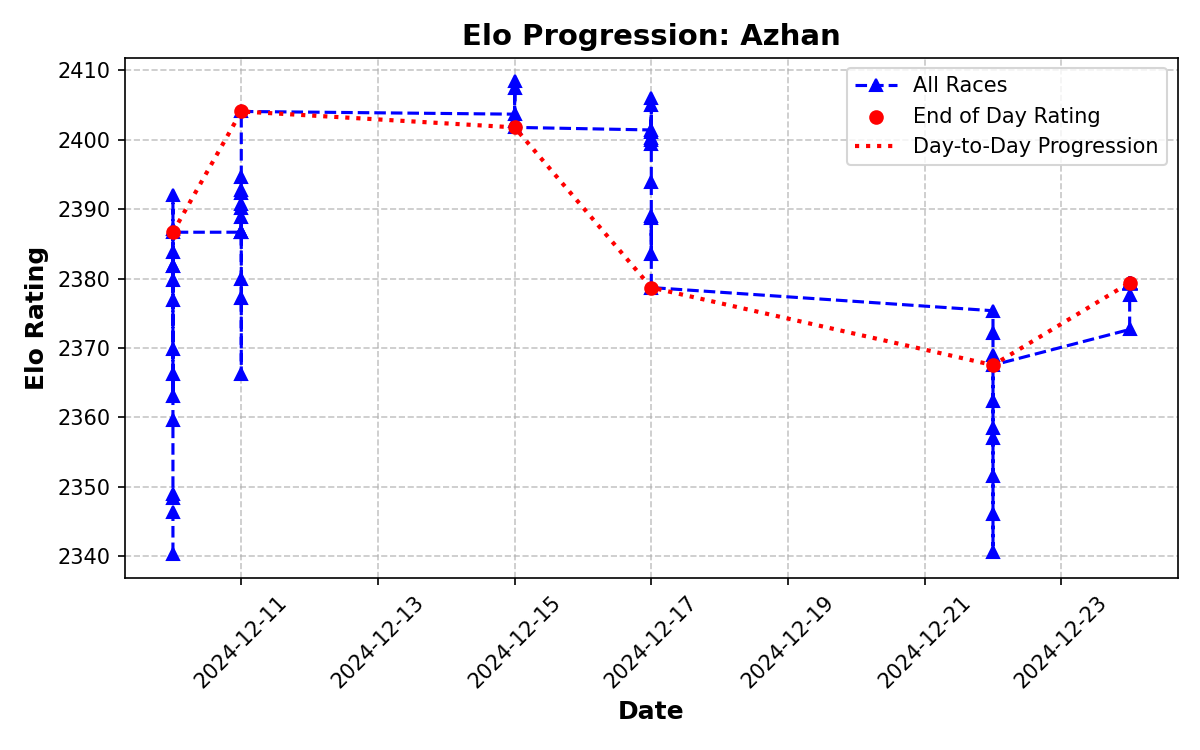 Elo Progression: Azhan
All Races
End of Day Rating
Day-to-Day Progression
Elo Rating
2410
2400
2390
2380
2370
2360
2350
2340
2024-12-11
2024-12-13
2024-12-15
2024-12-17
2024-12-19
2024-12-21
2024-12-23
Date